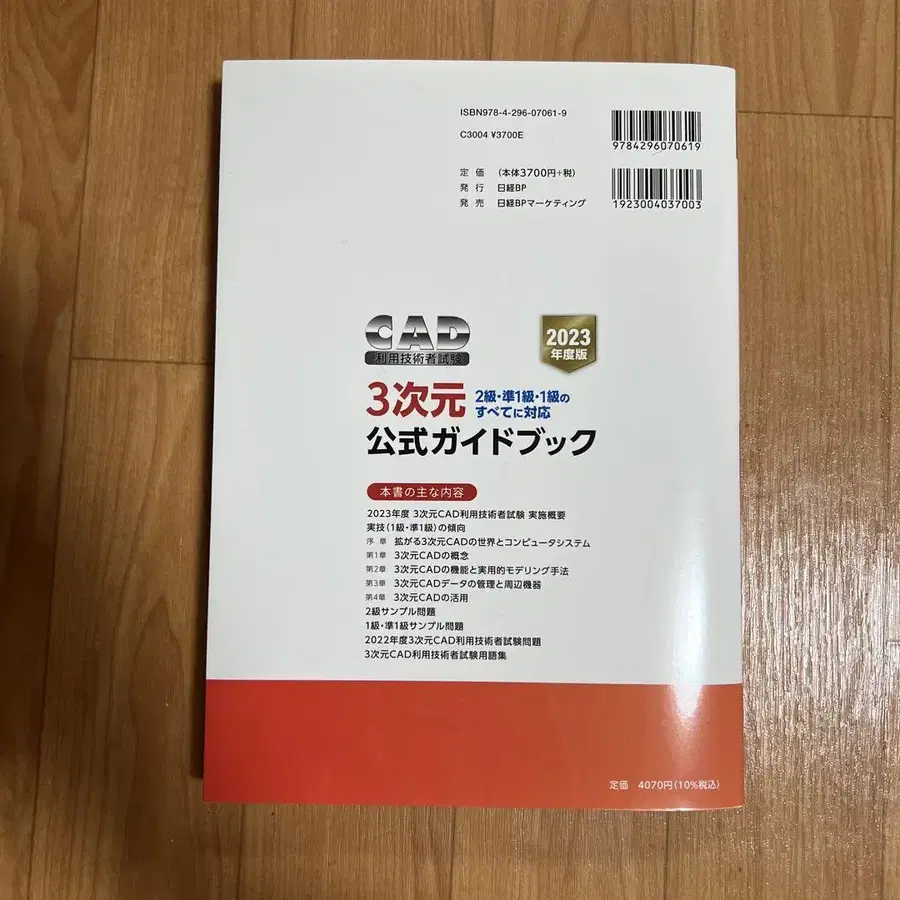 ISBN978-4-296-07061-9
C3004 ¥3700E
9784296070619
定価 (本体3700円+税)
発行 日経BP
発売 日経BPマーケティング
1923004037003
CAD
利用技術者試験
2023
年度版
3次元
2級・準1級・1級の
すべてに対応
公式ガイドブック
本書の主な内容
2023年度 3次元CAD利用技術者試験 実施概要
実技(1級・準1級)の傾向
序 章 拡がる3次元CADの世界とコンピュータシステム
第1章 3次元CADの概念
第2章 3次元CADの機能と実用的モデリング手法
第3章 3次元CADデータの管理と周辺機器
第4章 3次元CADの活用
2級サンプル問題
1級・準1級サンプル問題
2022年度3次元CAD利用技術者試験問題
3次元CAD利用技術者試験用語集
定価 4070円(10%税込)